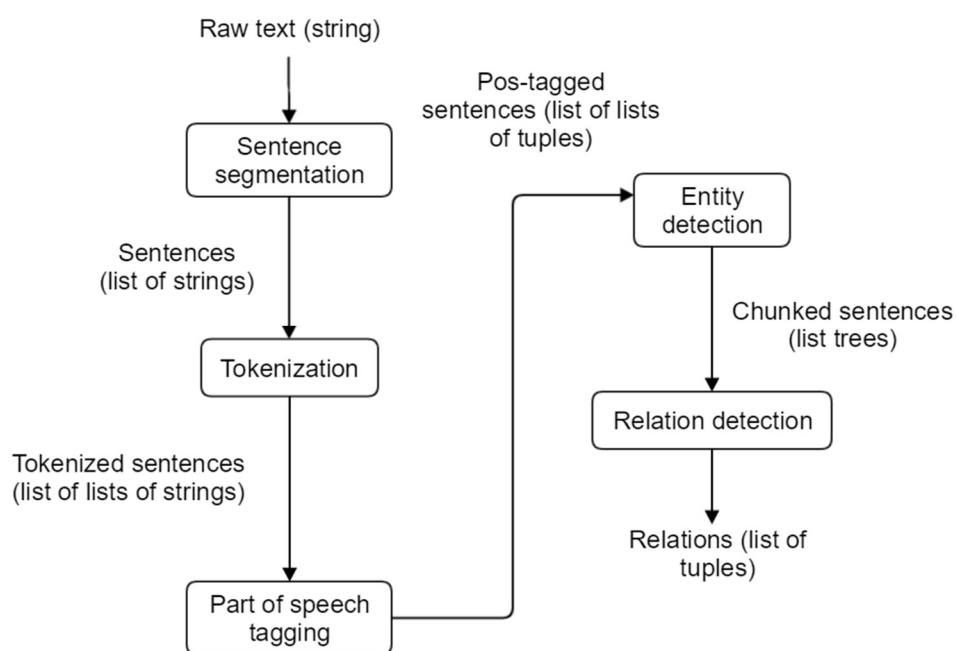 Raw text (string)
Sentence
segmentation
Sentences
(list of strings)
Tokenization
Tokenized sentences
(list of lists of strings)
Part of speech
tagging
Pos-tagged
sentences (list of lists
of tuples)
Entity
detection
Chunked sentences
(list trees)
Relation detection
Relations (list of
tuples)